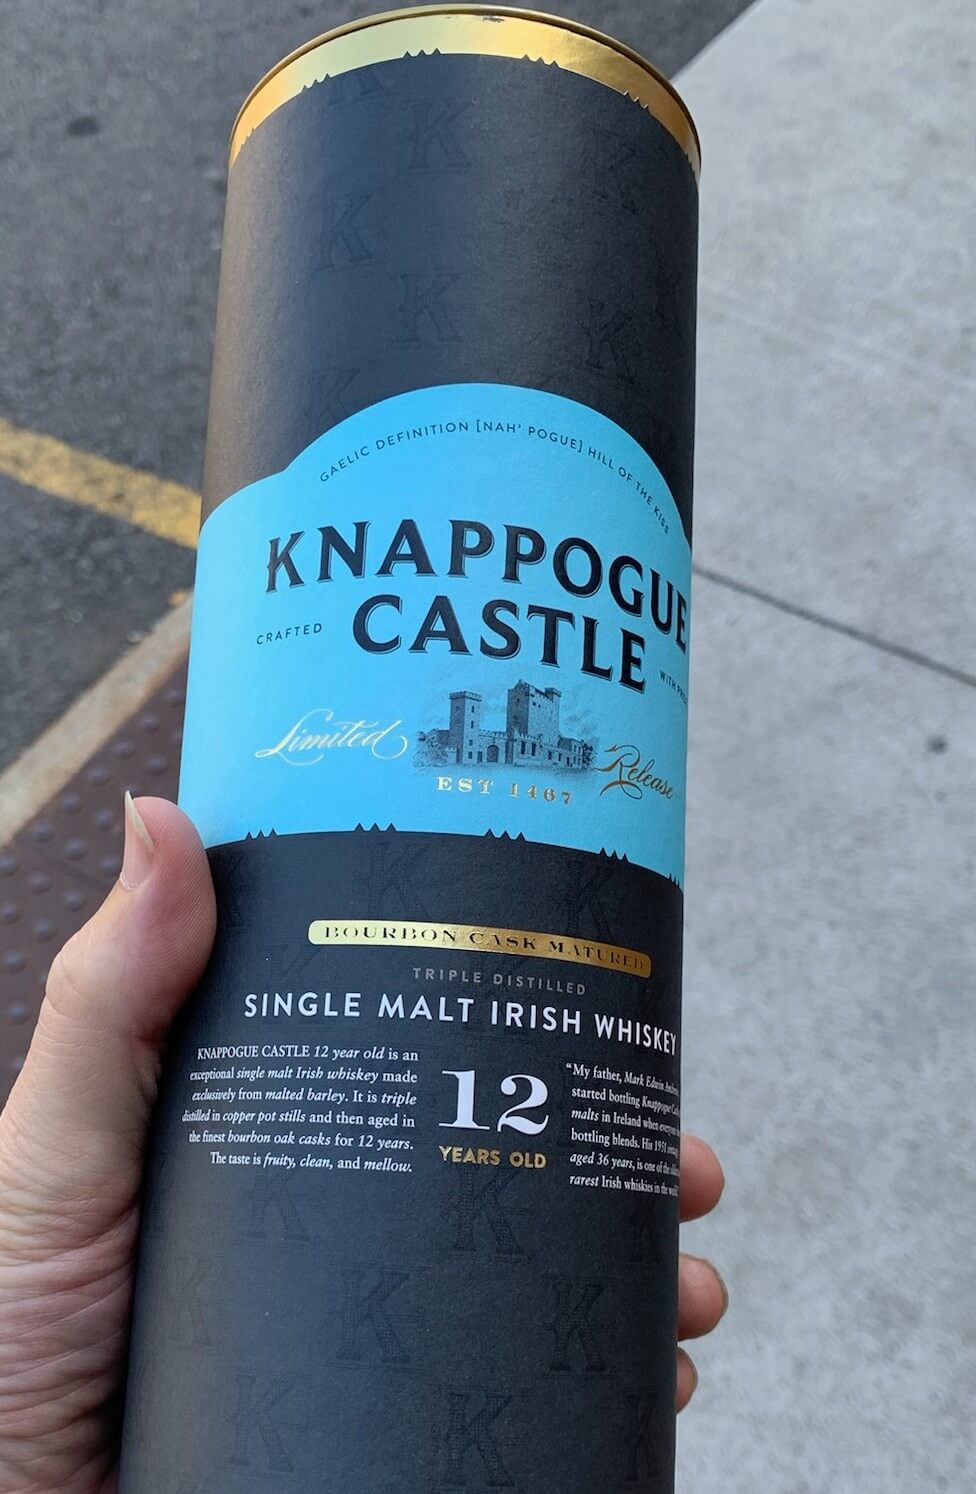 GAELIC DEFINITION [NAH' POGUE] HILL OF THE KISS
KNAPPOGUE
CASTLE
CRAFTED
WITH
Limited
Release
EST 1467
BOURBON CASK MATURED
TRIPLE DISTILLED
SINGLE MALT IRISH WHISKEY
KNAPPOGUE CASTLE 12 year old is an
exceptional single malt Irish whiskey made
exclusively from malted barley. It is triple
distilled in copper pot stills and then aged in
the finest bourbon oak casks for 12 years.
The taste is fruity, clean, and mellow.
12
YEARS OLD
“My father, Mark Edwin
started bottling Knappogue
malts in Ireland when
bottling blends. His 1951
aged 36 years, is one of the
rarest Irish whiskies in the